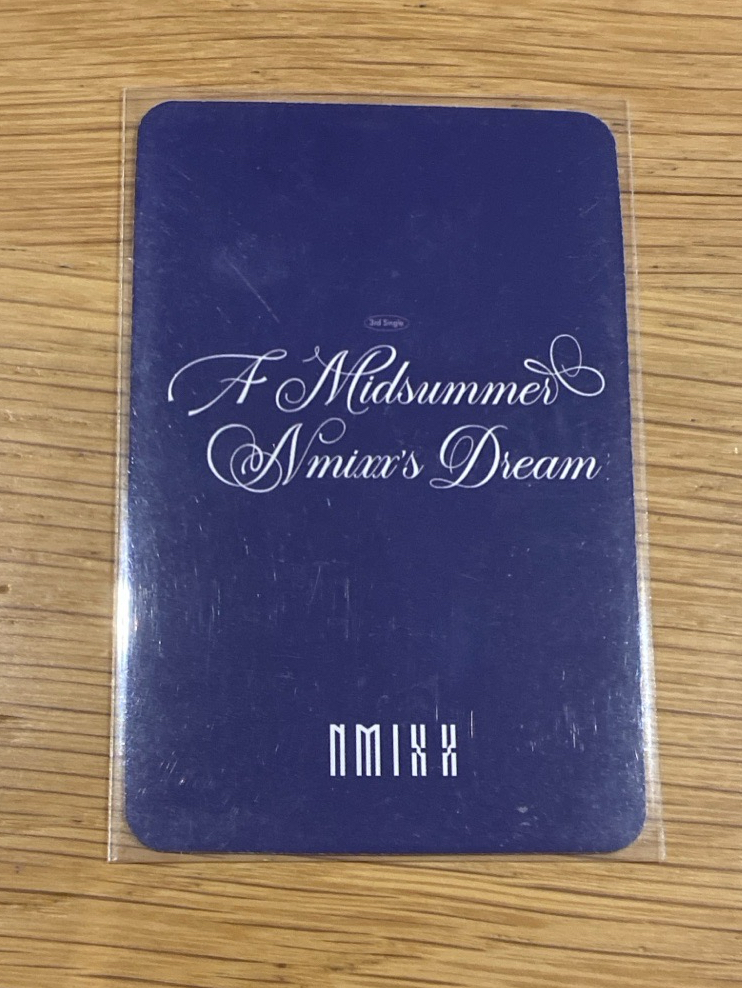 3rd Single
A Midsummer
Nmixx's Dream
NMIXX